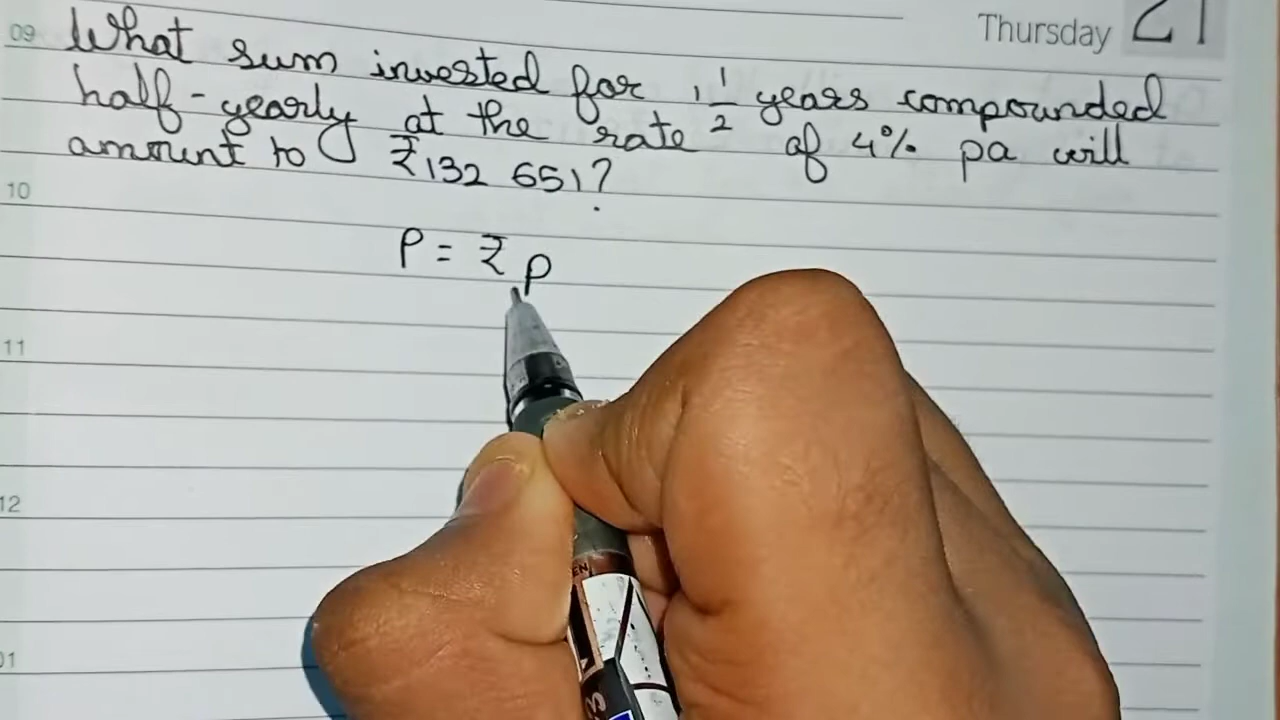 Thursday 21
09
What sum invested for 1 1/2 years compounded
half-yearly at the rate of 4% pa will
amount to ₹132 651?
10
P = ₹ P
11
12
01